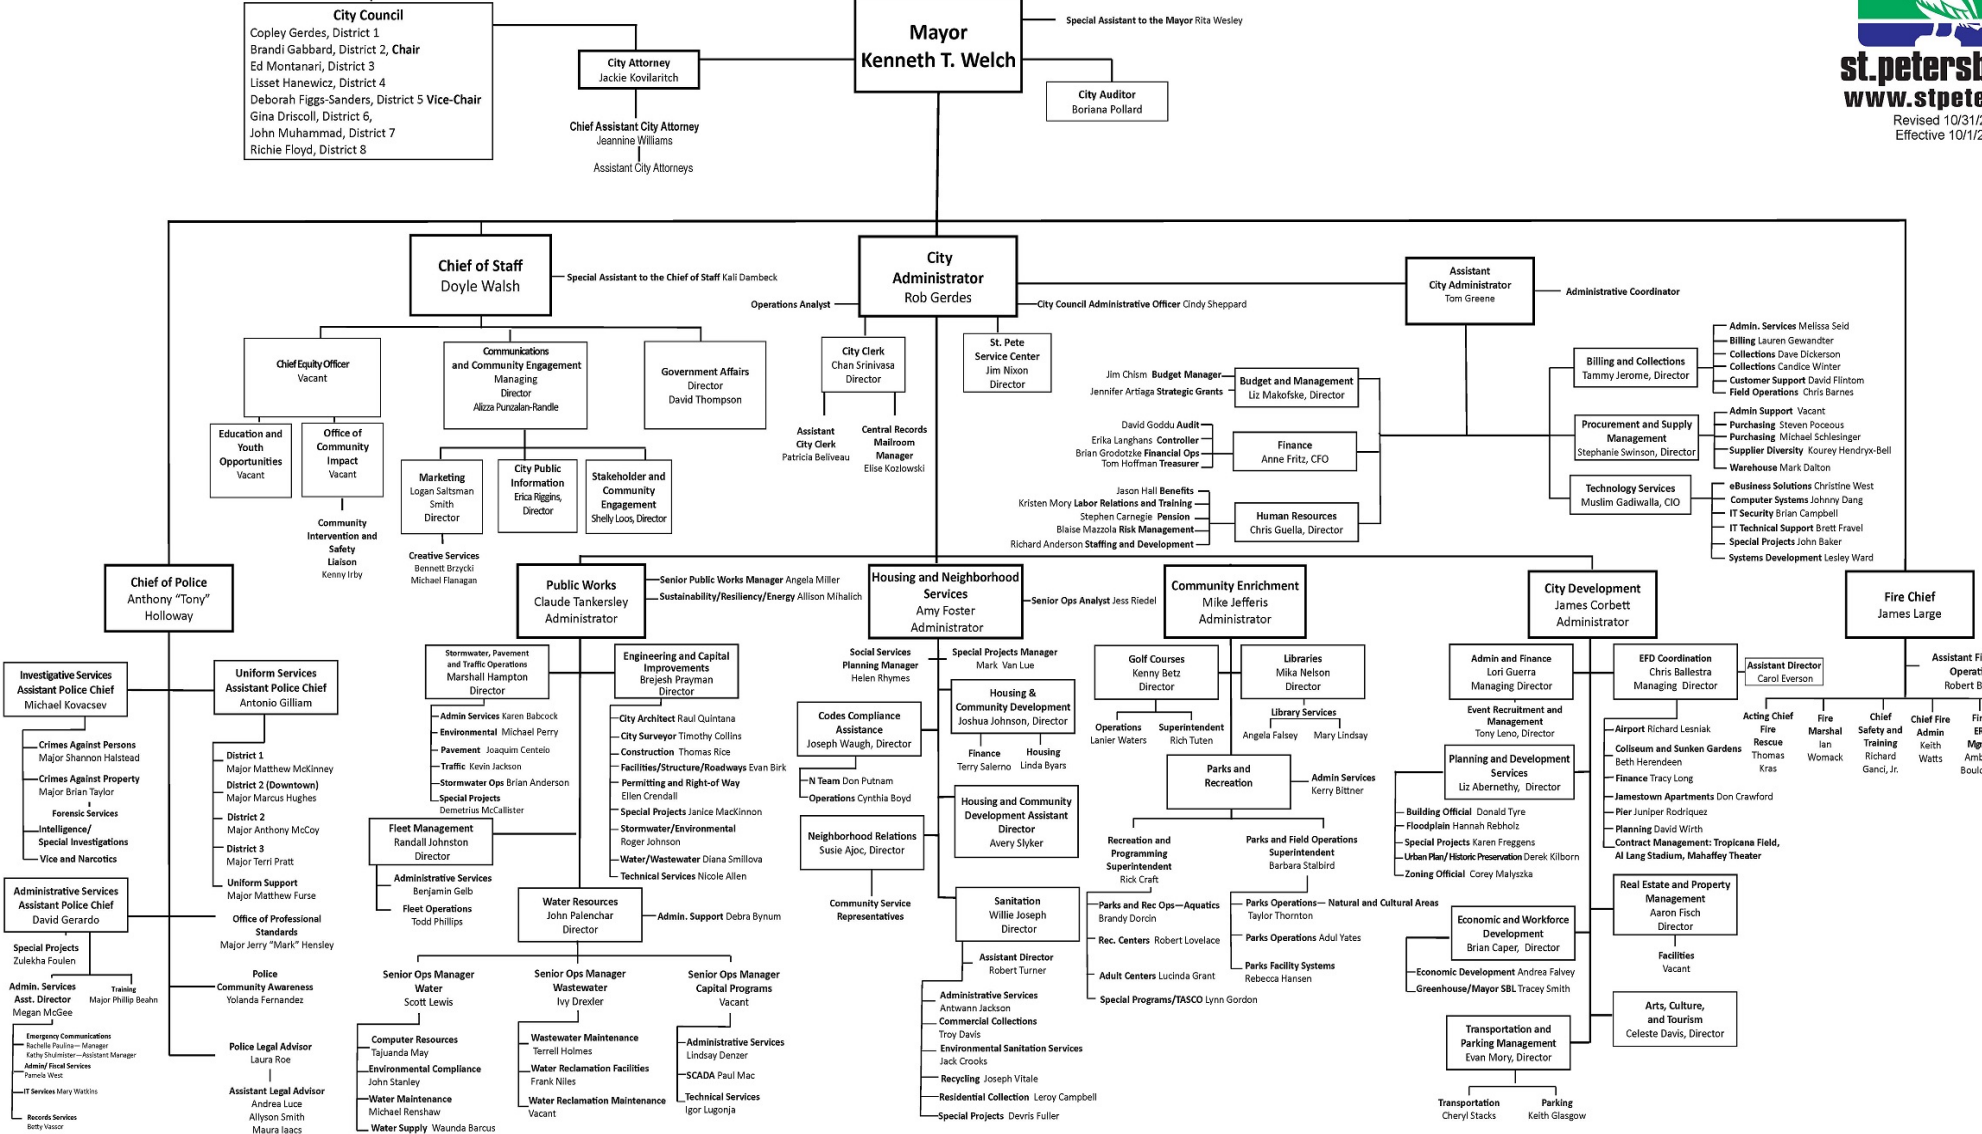 City Council
Copley Gerdes, District 1
Brandi Gabbard, District 2, Chair
Ed Montanari, District 3
Lisset Hanewicz, District 4
Deborah Figgs-Sanders, District 5 Vice-Chair
Gina Driscoll, District 6,
John Muhammad, District 7
Richie Floyd, District 8
City Attorney
Jackie Kovilaritch
Chief Assistant City Attorney
Jeannine Williams
Assistant City Attorneys
Mayor
Kenneth T. Welch
Special Assistant to the Mayor Rita Wesley
City Auditor
Boriana Pollard
st.petersb
www.stpete
Revised 10/31/2
Effective 10/1/2
Chief of Staff
Doyle Walsh
Special Assistant to the Chief of Staff Kali Dambeck
City
Administrator
Rob Gerdes
Operations Analyst
City Council Administrative Officer Cindy Sheppard
Assistant
City Administrator
Tom Greene
Administrative Coordinator
Chief Equity Officer
Vacant
Communications
and Community Engagement
Managing
Director
Alizza Punzalan-Randle
Government Affairs
Director
David Thompson
City Clerk
Chan Srinivasa
Director
St. Pete
Service Center
Jim Nixon
Director
Education and
Youth
Opportunities
Vacant
Office of
Community
Impact
Vacant
Community
Intervention and
Safety
Liaison
Kenny Irby
Marketing
Logan Saltsman
Smith
Director
City Public
Information
Erica Riggins,
Director
Stakeholder and
Community
Engagement
Shelly Loos, Director
Creative Services
Bennett Brzycki
Michael Flanagan
Assistant
City Clerk
Patricia Beliveau
Central Records
Mailroom
Manager
Elise Kozlowski
Jim Chism Budget Manager
Jennifer Artiaga Strategic Grants
Budget and Management
Liz Makofske, Director
David Goddu Audit
Erika Langhans Controller
Brian Grodotzke Financial Ops
Tom Hoffman Treasurer
Finance
Anne Fritz, CFO
Jason Hall Benefits
Kristen Mory Labor Relations and Training
Stephen Carnegie Pension
Blaise Mazzola Risk Management
Richard Anderson Staffing and Development
Human Resources
Chris Guella, Director
Billing and Collections
Tammy Jerome, Director
Admin. Services Melissa Seid
Billing Lauren Gewandter
Collections Dave Dickerson
Collections Candice Winter
Customer Support David Flintom
Field Operations Chris Barnes
Procurement and Supply
Management
Stephanie Swinson, Director
Admin Support Vacant
Purchasing Steven Poceous
Purchasing Michael Schlesinger
Supplier Diversity Kourey Hendryx-Bell
Warehouse Mark Dalton
Technology Services
Muslim Gadiwalla, CIO
eBusiness Solutions Christine West
Computer Systems Johnny Dang
IT Security Brian Campbell
IT Technical Support Brett Fravel
Special Projects John Baker
Systems Development Lesley Ward
Chief of Police
Anthony “Tony”
Holloway
Investigative Services
Assistant Police Chief
Michael Kovacsev
Uniform Services
Assistant Police Chief
Antonio Gilliam
Crimes Against Persons
Major Shannon Halstead
Crimes Against Property
Major Brian Taylor
Forensic Services
Intelligence/
Special Investigations
Vice and Narcotics
District 1
Major Matthew McKinney
District 2 (Downtown)
Major Marcus Hughes
District 2
Major Anthony McCoy
District 3
Major Terri Pratt
Uniform Support
Major Matthew Furse
Administrative Services
Assistant Police Chief
David Gerardo
Office of Professional
Standards
Major Jerry “Mark” Hensley
Special Projects
Zulekha Foulen
Admin. Services
Asst. Director
Megan McGee
Training
Major Phillip Beahn
Emergency Communications
Rachelle Paulina— Manager
Kathy Shulmister—Assistant Manager
Admin/ Fiscal Services
Pamela West
IT Services Mary Watkins
Records Services
Betty Vassor
Police
Community Awareness
Yolanda Fernandez
Police Legal Advisor
Laura Roe
Assistant Legal Advisor
Andrea Luce
Allyson Smith
Maura Iaacs
Public Works
Claude Tankersley
Administrator
Senior Public Works Manager Angela Miller
Sustainability/Resiliency/Energy Allison Mihalich
Stormwater, Pavement
and Traffic Operations
Marshall Hampton
Director
Engineering and Capital
Improvements
Brejesh Prayman
Director
Admin Services Karen Babcock
Environmental Michael Perry
Pavement Joaquim Centeio
Traffic Kevin Jackson
Stormwater Ops Brian Anderson
Special Projects
Demetrius McCallister
City Architect Raul Quintana
City Surveyor Timothy Collins
Construction Thomas Rice
Facilities/Structure/Roadways Evan Birk
Permitting and Right-of Way
Ellen Crendall
Special Projects Janice MacKinnon
Stormwater/Environmental
Roger Johnson
Water/Wastewater Diana Smillova
Technical Services Nicole Allen
Fleet Management
Randall Johnston
Director
Administrative Services
Benjamin Gelb
Fleet Operations
Todd Phillips
Water Resources
John Palenchar
Director
Admin. Support Debra Bynum
Senior Ops Manager
Water
Scott Lewis
Senior Ops Manager
Wastewater
Ivy Drexler
Senior Ops Manager
Capital Programs
Vacant
Computer Resources
Tajuanda May
Environmental Compliance
John Stanley
Water Maintenance
Michael Renshaw
Water Supply Waunda Barcus
Wastewater Maintenance
Terrell Holmes
Water Reclamation Facilities
Frank Niles
Water Reclamation Maintenance
Vacant
Administrative Services
Lindsay Denzer
SCADA Paul Mac
Technical Services
Igor Lugonja
Housing and Neighborhood
Services
Amy Foster
Administrator
Senior Ops Analyst Jess Riedel
Social Services
Planning Manager
Helen Rhymes
Special Projects Manager
Mark Van Lue
Housing &
Community Development
Joshua Johnson, Director
Finance
Terry Salerno
Housing
Linda Byars
Codes Compliance
Assistance
Joseph Waugh, Director
N Team Don Putnam
Operations Cynthia Boyd
Housing and Community
Development Assistant
Director
Avery Slyker
Neighborhood Relations
Susie Ajoc, Director
Community Service
Representatives
Sanitation
Willie Joseph
Director
Assistant Director
Robert Turner
Administrative Services
Antwann Jackson
Commercial Collections
Troy Davis
Environmental Sanitation Services
Jack Crooks
Recycling Joseph Vitale
Residential Collection Leroy Campbell
Special Projects Devris Fuller
Community Enrichment
Mike Jefferis
Administrator
Golf Courses
Kenny Betz
Director
Libraries
Mika Nelson
Director
Operations
Lanier Waters
Superintendent
Rich Tuten
Library Services
Angela Falsey
Mary Lindsay
Parks and
Recreation
Admin Services
Kerry Bittner
Recreation and
Programming
Superintendent
Rick Craft
Parks and Field Operations
Superintendent
Barbara Stalbird
Parks and Rec Ops—Aquatics
Brandy Dorcin
Rec. Centers Robert Lovelace
Adult Centers Lucinda Grant
Special Programs/TASCO Lynn Gordon
Parks Operations— Natural and Cultural Areas
Taylor Thornton
Parks Operations Adul Yates
Parks Facility Systems
Rebecca Hansen
City Development
James Corbett
Administrator
Admin and Finance
Lori Guerra
Managing Director
EFD Coordination
Chris Ballestra
Managing Director
Assistant Director
Carol Everson
Event Recruitment and
Management
Tony Leno, Director
Planning and Development
Services
Liz Abernethy, Director
Building Official Donald Tyre
Floodplain Hannah Rebholz
Special Projects Karen Freggens
Urban Plan/ Historic Preservation Derek Kilborn
Zoning Official Corey Malyszka
Airport Richard Lesniak
Coliseum and Sunken Gardens
Beth Herendeen
Finance Tracy Long
Jamestown Apartments Don Crawford
Pier Juniper Rodriquez
Planning David Wirth
Contract Management: Tropicana Field,
Al Lang Stadium, Mahaffey Theater
Economic and Workforce
Development
Brian Caper, Director
Economic Development Andrea Falvey
Greenhouse/Mayor SBL Tracey Smith
Real Estate and Property
Management
Aaron Fisch
Director
Facilities
Vacant
Transportation and
Parking Management
Evan Mory, Director
Arts, Culture,
and Tourism
Celeste Davis, Director
Transportation
Cheryl Stacks
Parking
Keith Glasgow
Fire Chief
James Large
Assistant Fi
Operati
Robert B
Acting Chief
Fire
Rescue
Thomas
Kras
Fire
Marshal
Ian
Womack
Chief
Safety and
Training
Richard
Ganci, Jr.
Chief Fire
Admin
Keith
Watts
Fi
Mg
Amb
Boulo